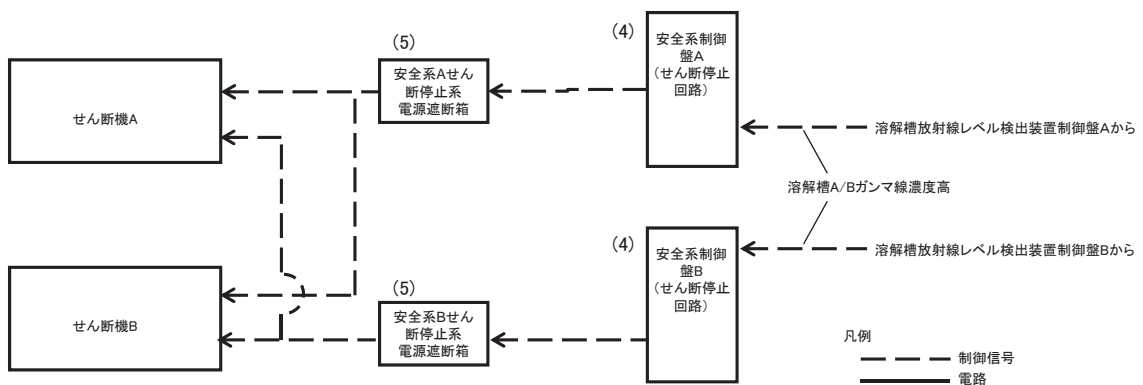 (4)
(5)
安全系制御
盤A
(せん断停止
回路)
安全系Aせん
断停止系
電源遮断箱
せん断機A
溶解槽放射線レベル検出装置制御盤Aから
溶解槽A/Bガンマ線濃度高
(4)
安全系制御
盤B
(せん断停止
回路)
溶解槽放射線レベル検出装置制御盤Bから
(5)
安全系Bせん
断停止系
電源遮断箱
せん断機B
凡例
制御信号
電路